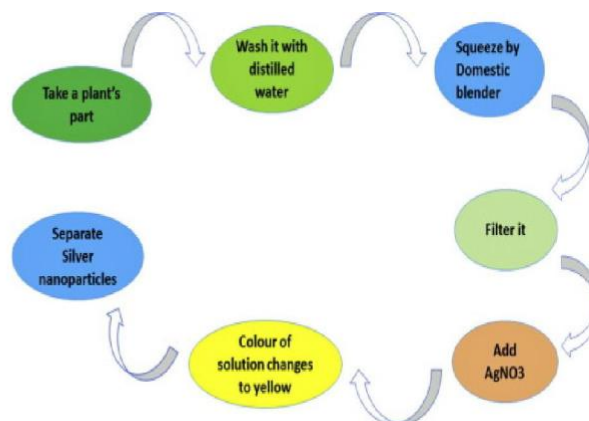 Take a plant's
part
Wash it with
distilled
water
Squeeze by
Domestic
blender
Filter it
Add
AgNO3
Colour of
solution changes
to yellow
Separate
Silver
nanoparticles